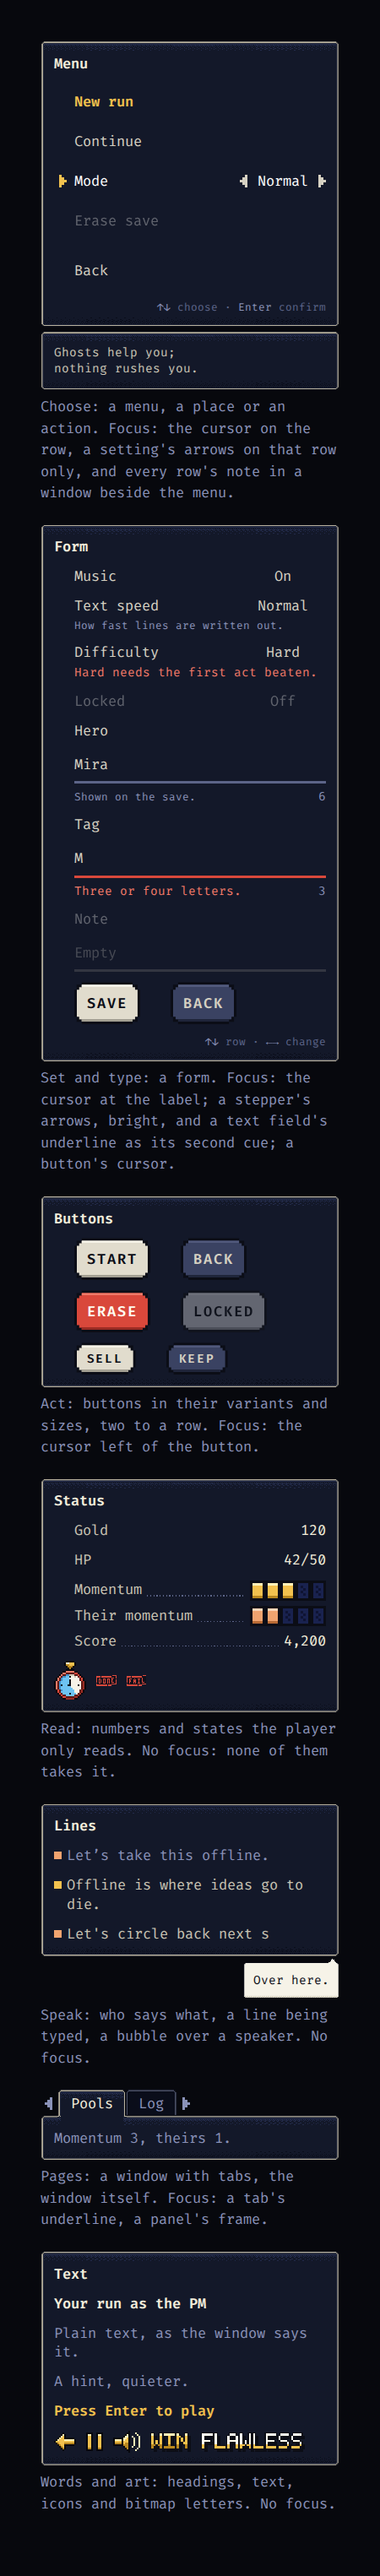 Menu
New run
Continue
Mode Normal
Erase save
Back
↑↓ choose · Enter confirm
Ghosts help you;
nothing rushes you.
Choose: a menu, a place or an
action. Focus: the cursor on the
row, a setting's arrows on that row
only, and every row's note in a
window beside the menu.
Form
Music On
Text speed Normal
How fast lines are written out.
Difficulty Hard
Hard needs the first act beaten.
Locked Off
Hero
Mira
Shown on the save. 6
Tag
M
Three or four letters. 3
Note
Empty
SAVE BACK
↑↓ row · ←→ change
Set and type: a form. Focus: the
cursor at the label; a stepper's
arrows, bright, and a text field's
underline as its second cue; a
button's cursor.
Buttons
START BACK
ERASE LOCKED
SELL KEEP
Act: buttons in their variants and
sizes, two to a row. Focus: the
cursor left of the button.
Status
Gold 120
HP 42/50
Momentum
Their momentum
Score 4,200
DONE FAIL
Read: numbers and states the player
only reads. No focus: none of them
takes it.
Lines
Let’s take this offline.
Offline is where ideas go to
die.
Let's circle back next s
Over here.
Speak: who says what, a line being
typed, a bubble over a speaker. No
focus.
Pools Log
Momentum 3, theirs 1.
Pages: a window with tabs, the
window itself. Focus: a tab's
underline, a panel's frame.
Text
Your run as the PM
Plain text, as the window says
it.
A hint, quieter.
Press Enter to play
WIN FLAWLESS
Words and art: headings, text,
icons and bitmap letters. No focus.